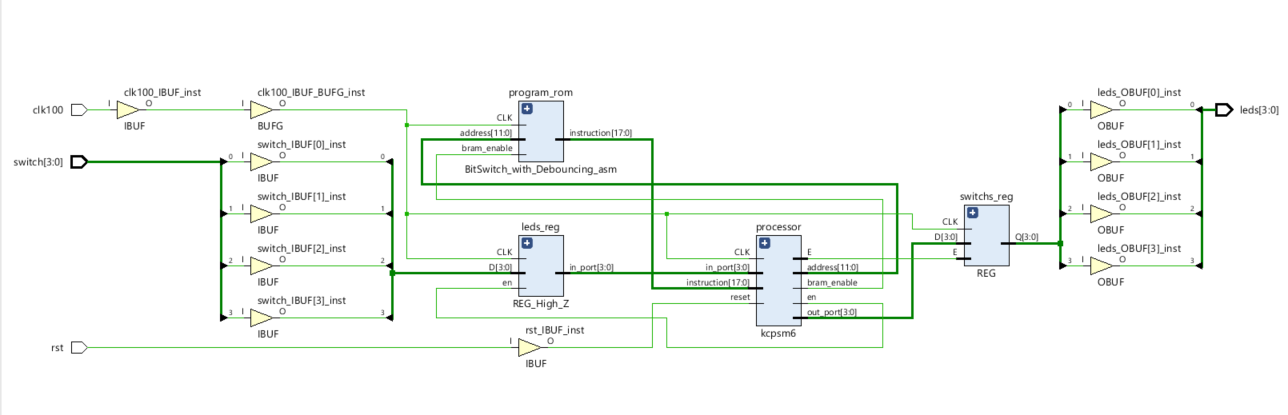 clk100
I
clk100_IBUF_inst
O
IBUF
I
clk100_IBUF_BUFG_inst
O
BUFG
switch[3:0]
0
I
switch_IBUF[0]_inst
O
0
IBUF
1
I
switch_IBUF[1]_inst
O
1
IBUF
2
I
switch_IBUF[2]_inst
O
2
IBUF
3
I
switch_IBUF[3]_inst
O
3
IBUF
rst
I
rst_IBUF_inst
O
IBUF
program_rom
CLK
address[11:0]
bram_enable
instruction[17:0]
BitSwitch_with_Debouncing_asm
leds_reg
CLK
D[3:0]
en
in_port[3:0]
REG_High_Z
processor
CLK
in_port[3:0]
instruction[17:0]
reset
E
address[11:0]
bram_enable
en
out_port[3:0]
kcpsm6
switchs_reg
CLK
D[3:0]
E
Q[3:0]
REG
0
I
leds_OBUF[0]_inst
O
0
OBUF
1
I
leds_OBUF[1]_inst
O
1
OBUF
2
I
leds_OBUF[2]_inst
O
2
OBUF
3
I
leds_OBUF[3]_inst
O
3
OBUF
leds[3:0]